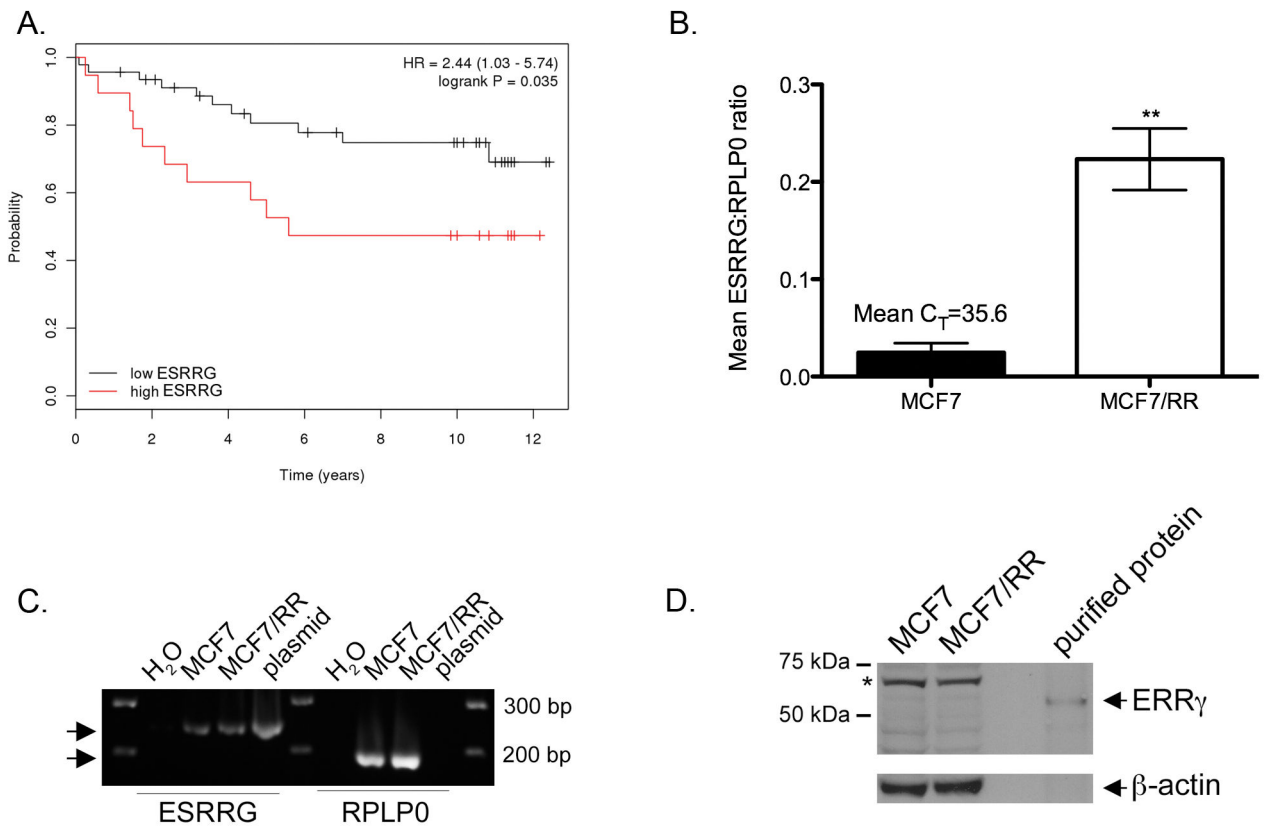 A.
HR = 2.44 (1.03 - 5.74)
logrank P = 0.035
1.0
0.8
0.6
0.4
0.2
0.0
Probability
low ESRRG
high ESRRG
0 2 4 6 8 10 12
Time (years)
B.
Mean ESRRG:RPLP0 ratio
0.3
0.2
0.1
0.0
**
Mean CT=35.6
MCF7 MCF7/RR
C.
H2O MCF7 MCF7/RR plasmid H2O MCF7 MCF7/RR plasmid
300 bp
200 bp
ESRRG RPLP0
D.
MCF7 MCF7/RR purified protein
75 kDa
*
50 kDa
ERRγ
β-actin